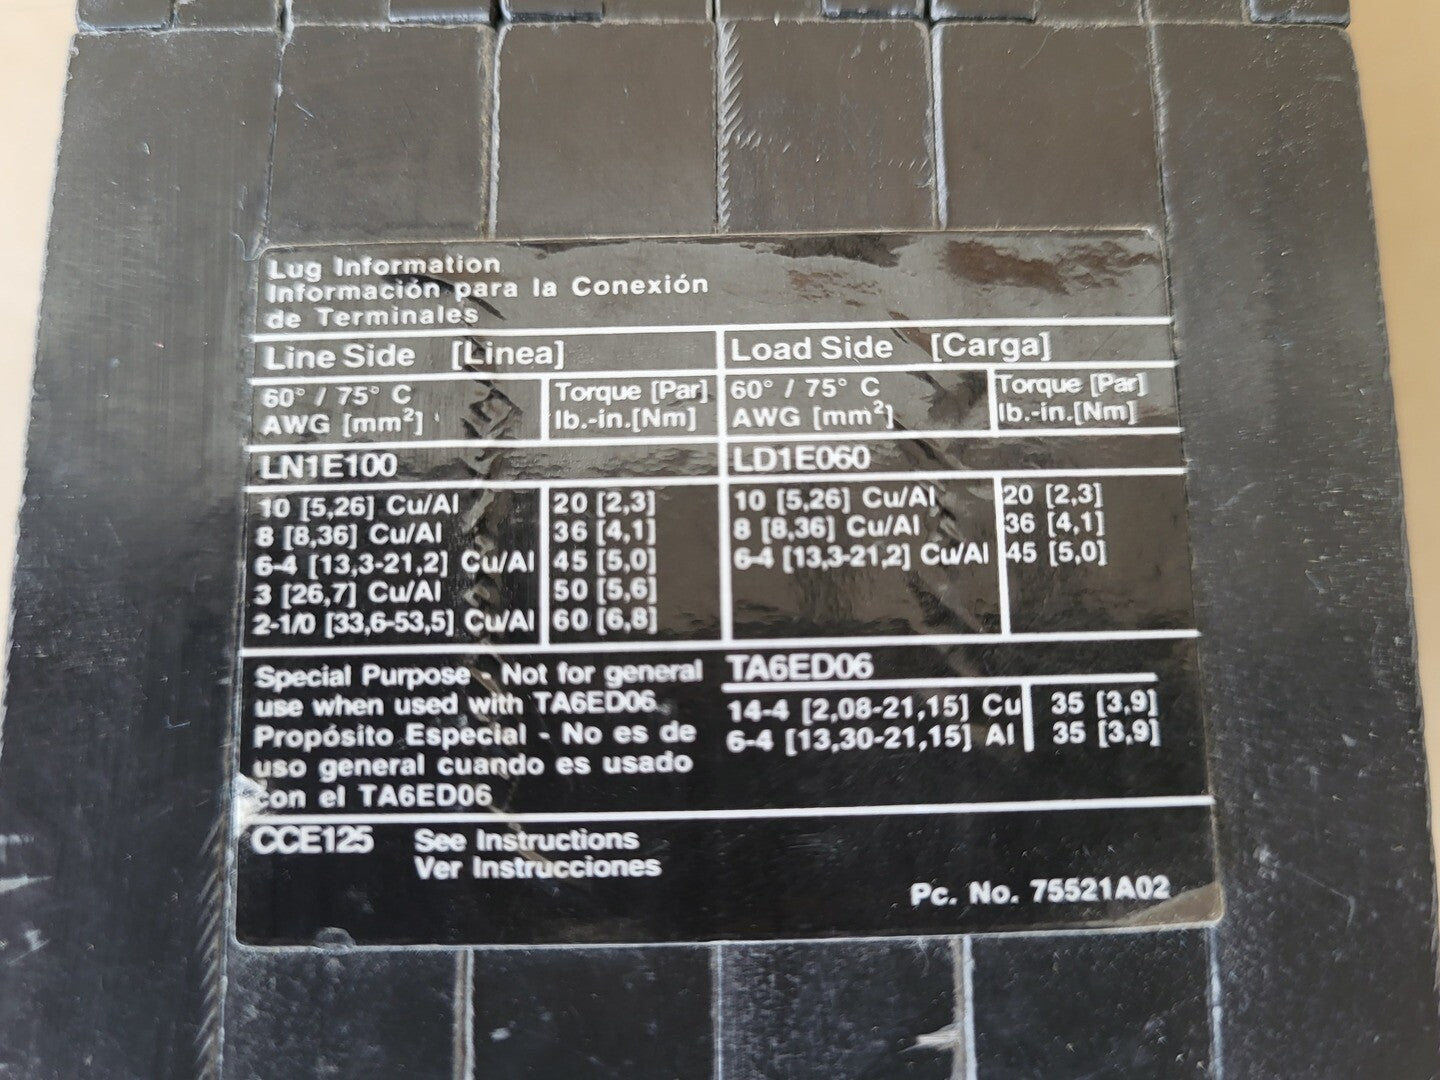 Lug Information
Información para la Conexión
de Terminales
Line Side [Linea]
60° / 75° C
AWG [mm²]
Torque [Par]
lb.-in.[Nm]
LN1E100
10 [5,26] Cu/Al 20 [2,3]
8 [8,36] Cu/Al 36 [4,1]
6-4 [13,3-21,2] Cu/Al 45 [5,0]
3 [26,7] Cu/Al 50 [5,6]
2-1/0 [33,6-53,5] Cu/Al 60 [6,8]
Load Side [Carga]
60° / 75° C
AWG [mm²]
Torque [Par]
lb.-in.[Nm]
LD1E060
10 [5,26] Cu/Al 20 [2,3]
8 [8,36] Cu/Al 36 [4,1]
6-4 [13,3-21,2] Cu/Al 45 [5,0]
Special Purpose - Not for general
use when used with TA6ED06
Propósito Especial - No es de
uso general cuando es usado
con el TA6ED06
TA6ED06
14-4 [2,08-21,15] Cu 35 [3,9]
6-4 [13,30-21,15] Al 35 [3,9]
CCE125 See Instructions
Ver Instrucciones
Pc. No. 75521A02